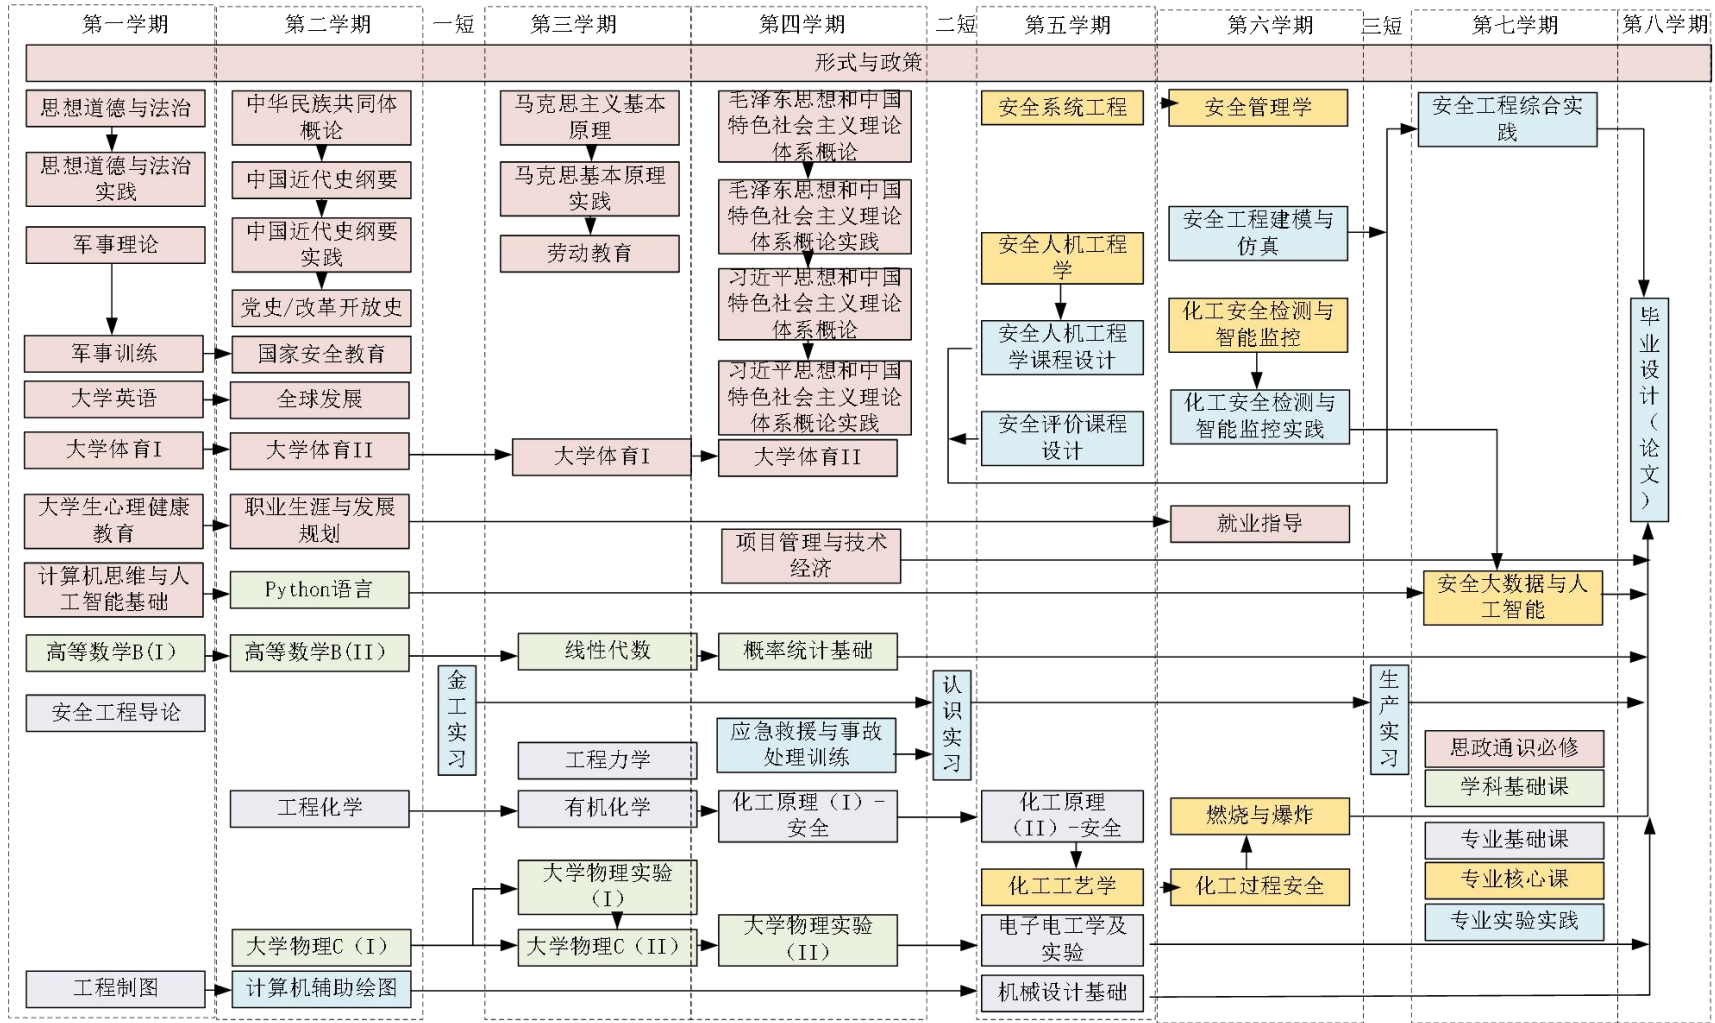 第一学期
第二学期
一短
第三学期
第四学期
二短
第五学期
第六学期
三短
第七学期
第八学期
形式与政策
思想道德与法治
思想道德与法治
实践
军事理论
军事训练
大学英语
大学体育I
大学生心理健康
教育
计算机思维与人
工智能基础
高等数学B(I)
安全工程导论
工程制图
中华民族共同体
概论
中国近代史纲要
中国近代史纲要
实践
党史/改革开放史
国家安全教育
全球发展
大学体育II
职业生涯与发展
规划
Python语言
高等数学B(II)
工程化学
大学物理C（I）
计算机辅助绘图
金
工
实
习
马克思主义基本
原理
马克思基本原理
实践
劳动教育
大学体育I
线性代数
工程力学
有机化学
大学物理实验
（I）
大学物理C（II）
毛泽东思想和中国
特色社会主义理论
体系概论
毛泽东思想和中国
特色社会主义理论
体系概论实践
习近平思想和中国
特色社会主义理论
体系概论
习近平思想和中国
特色社会主义理论
体系概论实践
大学体育II
项目管理与技术
经济
概率统计基础
应急救援与事故
处理训练
化工原理（I）-
安全
大学物理实验
（II）
认
识
实
习
安全系统工程
安全人机工程
学
安全人机工程
学课程设计
安全评价课程
设计
化工原理
（II）-安全
化工工艺学
电子电工学及
实验
机械设计基础
安全管理学
安全工程建模与
仿真
化工安全检测与
智能监控
化工安全检测与
智能监控实践
就业指导
燃烧与爆炸
化工过程安全
生
产
实
习
安全工程综合实
践
安全大数据与人
工智能
思政通识必修
学科基础课
专业基础课
专业核心课
专业实验实践
毕
业
设
计
（
论
文
）